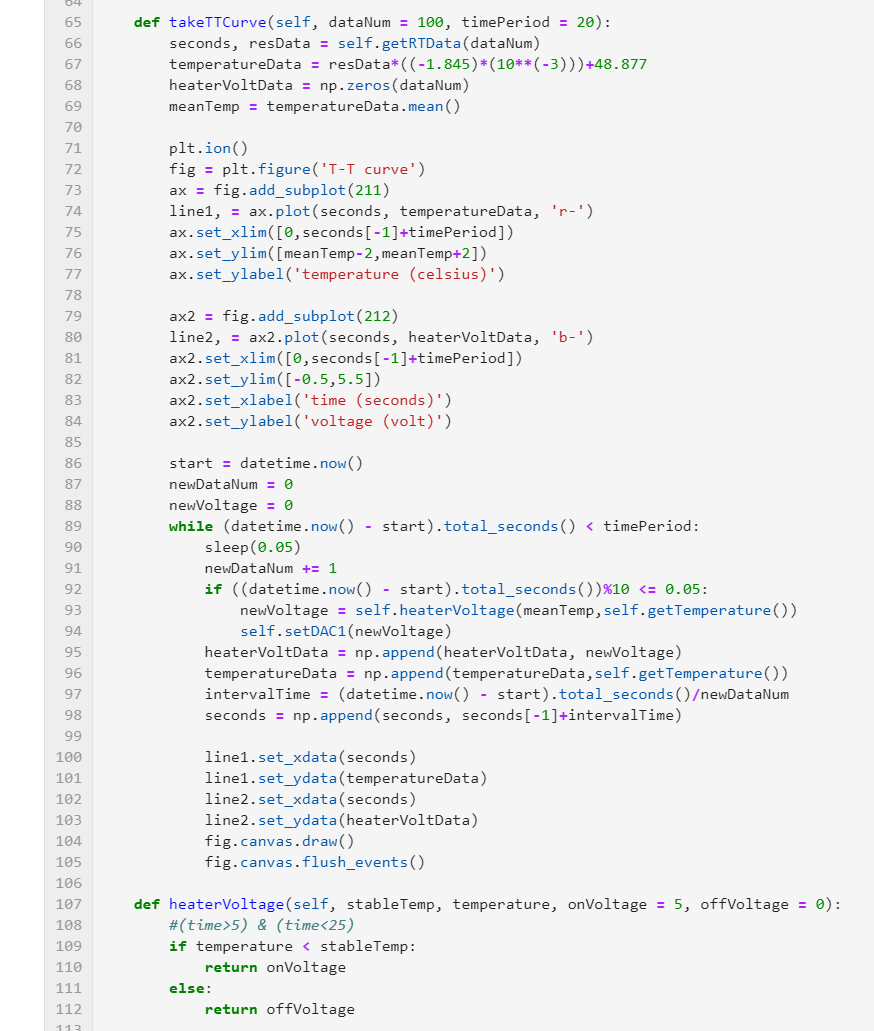 64
65 def takeTTCurve(self, dataNum = 100, timePeriod = 20):
66 seconds, resData = self.getRTData(dataNum)
67 temperatureData = resData*((-1.845)*(10**(-3)))+48.877
68 heaterVoltData = np.zeros(dataNum)
69 meanTemp = temperatureData.mean()
70
71 plt.ion()
72 fig = plt.figure('T-T curve')
73 ax = fig.add_subplot(211)
74 line1, = ax.plot(seconds, temperatureData, 'r-')
75 ax.set_xlim([0,seconds[-1]+timePeriod])
76 ax.set_ylim([meanTemp-2,meanTemp+2])
77 ax.set_ylabel('temperature (celsius)')
78
79 ax2 = fig.add_subplot(212)
80 line2, = ax2.plot(seconds, heaterVoltData, 'b-')
81 ax2.set_xlim([0,seconds[-1]+timePeriod])
82 ax2.set_ylim([-0.5,5.5])
83 ax2.set_xlabel('time (seconds)')
84 ax2.set_ylabel('voltage (volt)')
85
86 start = datetime.now()
87 newDataNum = 0
88 newVoltage = 0
89 while (datetime.now() - start).total_seconds() < timePeriod:
90 sleep(0.05)
91 newDataNum += 1
92 if ((datetime.now() - start).total_seconds())%10 <= 0.05:
93 newVoltage = self.heaterVoltage(meanTemp,self.getTemperature())
94 self.setDAC1(newVoltage)
95 heaterVoltData = np.append(heaterVoltData, newVoltage)
96 temperatureData = np.append(temperatureData,self.getTemperature())
97 intervalTime = (datetime.now() - start).total_seconds()/newDataNum
98 seconds = np.append(seconds, seconds[-1]+intervalTime)
99
100 line1.set_xdata(seconds)
101 line1.set_ydata(temperatureData)
102 line2.set_xdata(seconds)
103 line2.set_ydata(heaterVoltData)
104 fig.canvas.draw()
105 fig.canvas.flush_events()
106
107 def heaterVoltage(self, stableTemp, temperature, onVoltage = 5, offVoltage = 0):
108 #(time>5) & (time<25)
109 if temperature < stableTemp:
110 return onVoltage
111 else:
112 return offVoltage
113